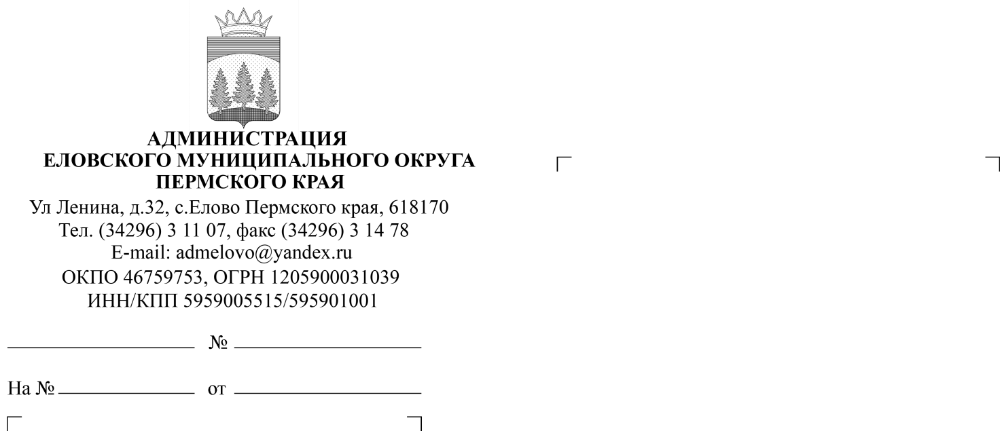 АДМИНИСТРАЦИЯ
ЕЛОВСКОГО МУНИЦИПАЛЬНОГО ОКРУГА
ПЕРМСКОГО КРАЯ
Ул Ленина, д.32, с.Елово Пермского края, 618170
Тел. (34296) 3 11 07, факс (34296) 3 14 78
E-mail: admelovo@yandex.ru
ОКПО 46759753, ОГРН 1205900031039
ИНН/КПП 5959005515/595901001
№
На № от